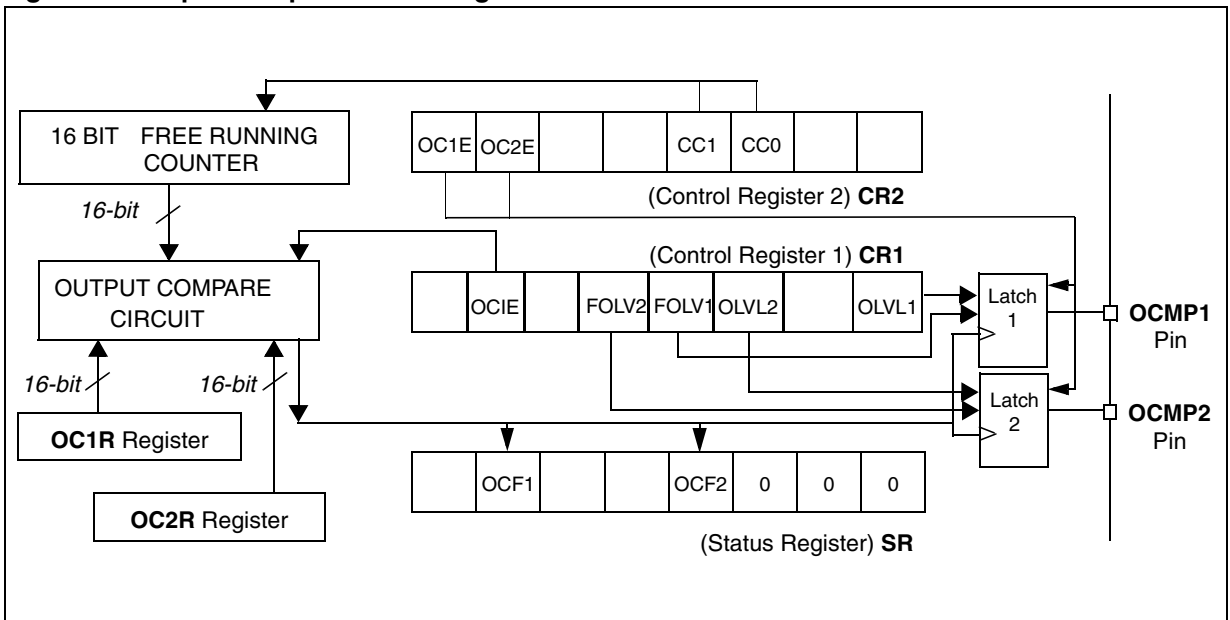 16 BIT FREE RUNNING
COUNTER
OC1E OC2E CC1 CC0
(Control Register 2) CR2
16-bit
(Control Register 1) CR1
OUTPUT COMPARE
CIRCUIT
OCIE FOLV2 FOLV1 OLVL2 OLVL1
Latch
1
OCMP1
Pin
16-bit
16-bit
Latch
2
OCMP2
Pin
OC1R Register
OCF1 OCF2 0 0 0
OC2R Register
(Status Register) SR